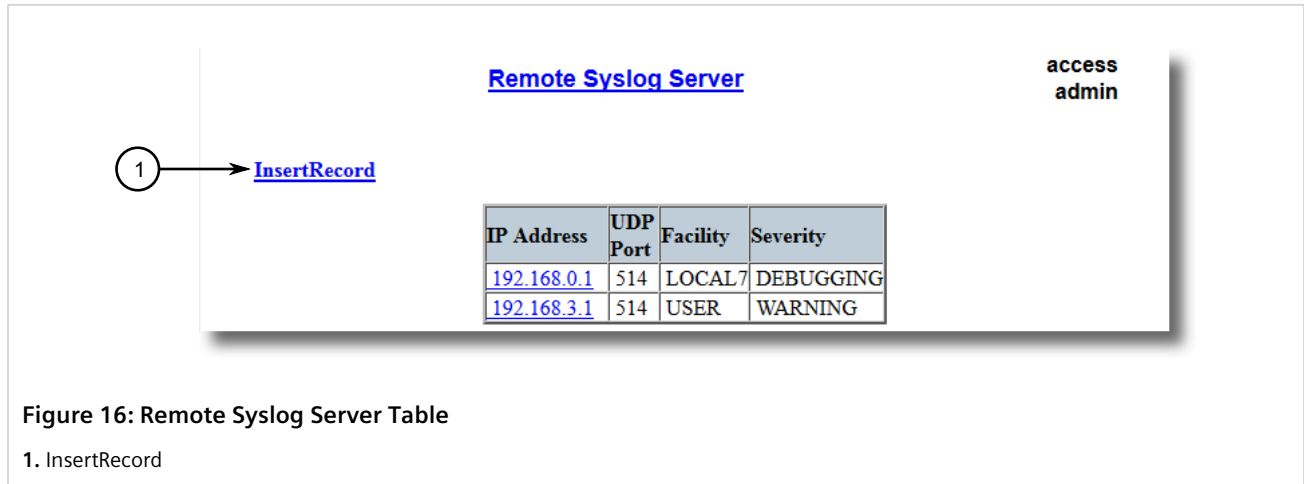 Remote Syslog Server
access
admin
1
InsertRecord
IP Address UDP Port Facility Severity
192.168.0.1 514 LOCAL7 DEBUGGING
192.168.3.1 514 USER WARNING
Figure 16: Remote Syslog Server Table
1. InsertRecord